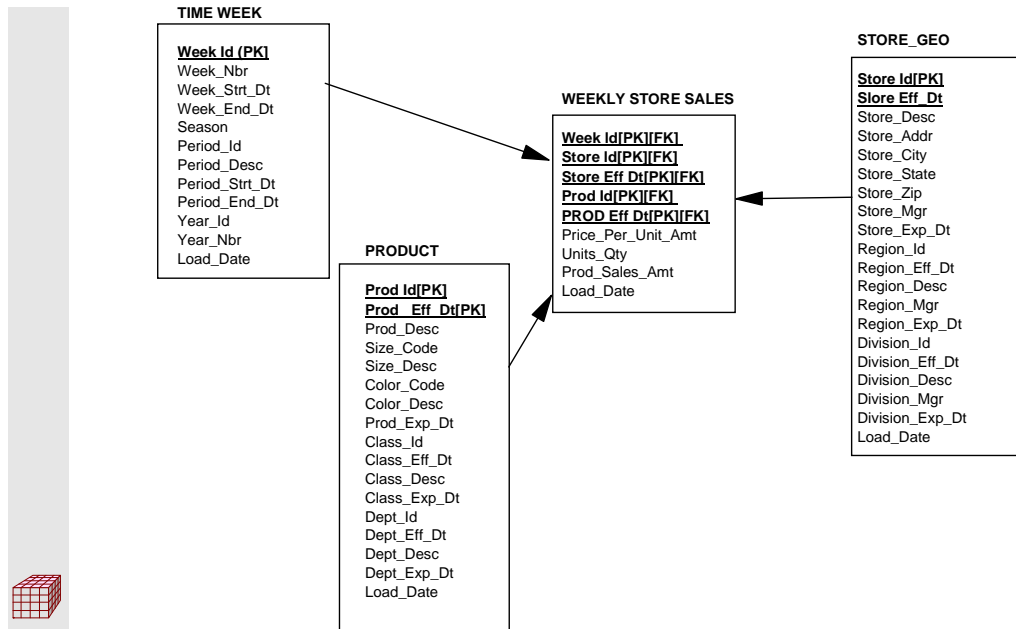 TIME WEEK
Week Id (PK]
Week_Nbr
Week_Strt_Dt
Week_End_Dt
Season
Period_Id
Period_Desc
Period_Strt_Dt
Period_End_Dt
Year_Id
Year_Nbr
Load_Date
PRODUCT
Prod Id[PK]
Prod_ Eff_Dt[PK]
Prod_Desc
Size_Code
Size_Desc
Color_Code
Color_Desc
Prod_Exp_Dt
Class_Id
Class_Eff_Dt
Class_Desc
Class_Exp_Dt
Dept_Id
Dept_Eff_Dt
Dept_Desc
Dept_Exp_Dt
Load_Date
WEEKLY STORE SALES
Week Id[PK][FK]
Store Id[PK][FK]
Store Eff Dt[PK][FK]
Prod Id[PK][FK]
PROD Eff Dt[PK][FK]
Price_Per_Unit_Amt
Units_Qty
Prod_Sales_Amt
Load_Date
STORE_GEO
Store Id[PK]
Slore Eff_Dt
Store_Desc
Store_Addr
Store_City
Store_State
Store_Zip
Store_Mgr
Store_Exp_Dt
Region_Id
Region_Eff_Dt
Region_Desc
Region_Mgr
Region_Exp_Dt
Division_Id
Division_Eff_Dt
Division_Desc
Division_Mgr
Division_Exp_Dt
Load_Date